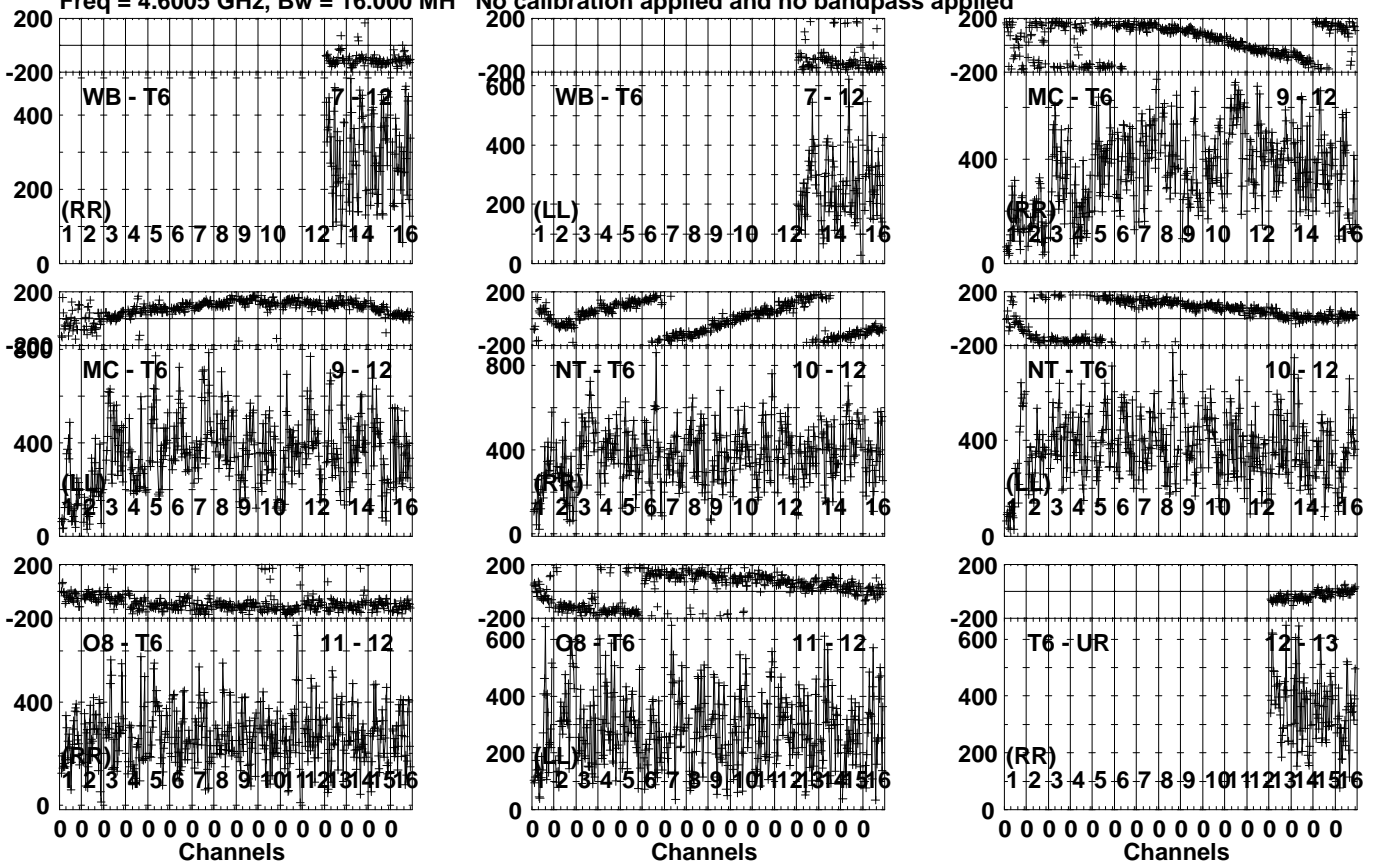 Freq = 4.6005 GHz, Bw = 16.000 MH No calibration applied and no bandpass applied
200 200 200
-200 -200 -200
WB - T6 7 - 12
400
200
(RR)
1 2 3 4 5 6 7 8 9 10 12 14 16
0
600
WB - T6 7 - 12
400
200
(LL)
1 2 3 4 5 6 7 8 9 10 12 14 16
0
MC - T6 9 - 12
400
(RR)
1 2 3 4 5 6 7 8 9 10 12 14 16
0
200 200 200
-200 -200 -200
800
MC - T6 9 - 12
400
(LL)
1 2 3 4 5 6 7 8 9 10 12 14 16
0
800
NT - T6 10 - 12
400
(RR)
1 2 3 4 5 6 7 8 9 10 12 14 16
0
NT - T6 10 - 12
400
(LL)
2 3 4 5 6 7 8 9 10 12 14 16
0
200 200 200
-200 -200 -200
O8 - T6 11 - 12
400
(RR)
1 2 3 4 5 6 7 8 9 10 11 12 13 14 15 16
0
600
O8 - T6 11 - 12
400
200
(LL)
1 2 3 4 5 6 7 8 9 10 11 12 13 14 15 16
0
600
T6 - UR 12 - 13
400
200
(RR)
1 2 3 4 5 6 7 8 9 10 11 12 13 14 15 16
0
0 0 0 0 0 0 0 0 0 0 0 0 0 0 0 0 0 0 0 0 0 0 0 0 0 0 0 0 0 0 0 0 0 0 0 0 0 0 0 0 0 0 0 0 0 0 0 0
Channels Channels Channels